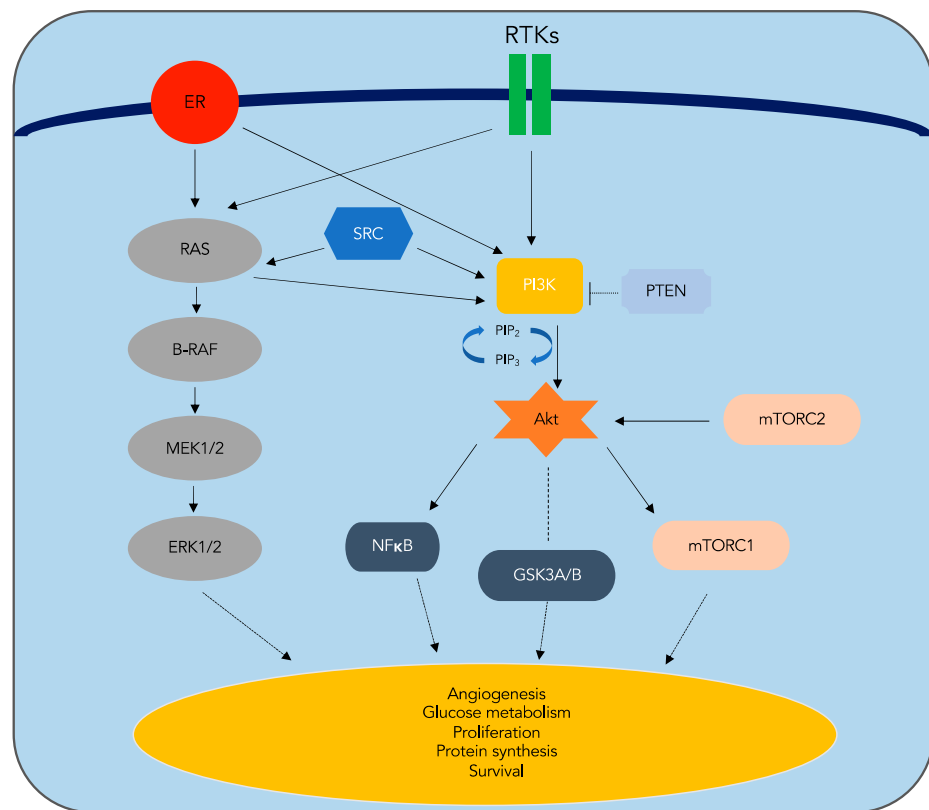 RTKs
ER
RAS
SRC
PI3K
PTEN
B-RAF
PIP₂
PIP₃
Akt
mTORC2
MEK1/2
NFκB
mTORC1
ERK1/2
GSK3A/B
Angiogenesis
Glucose metabolism
Proliferation
Protein synthesis
Survival